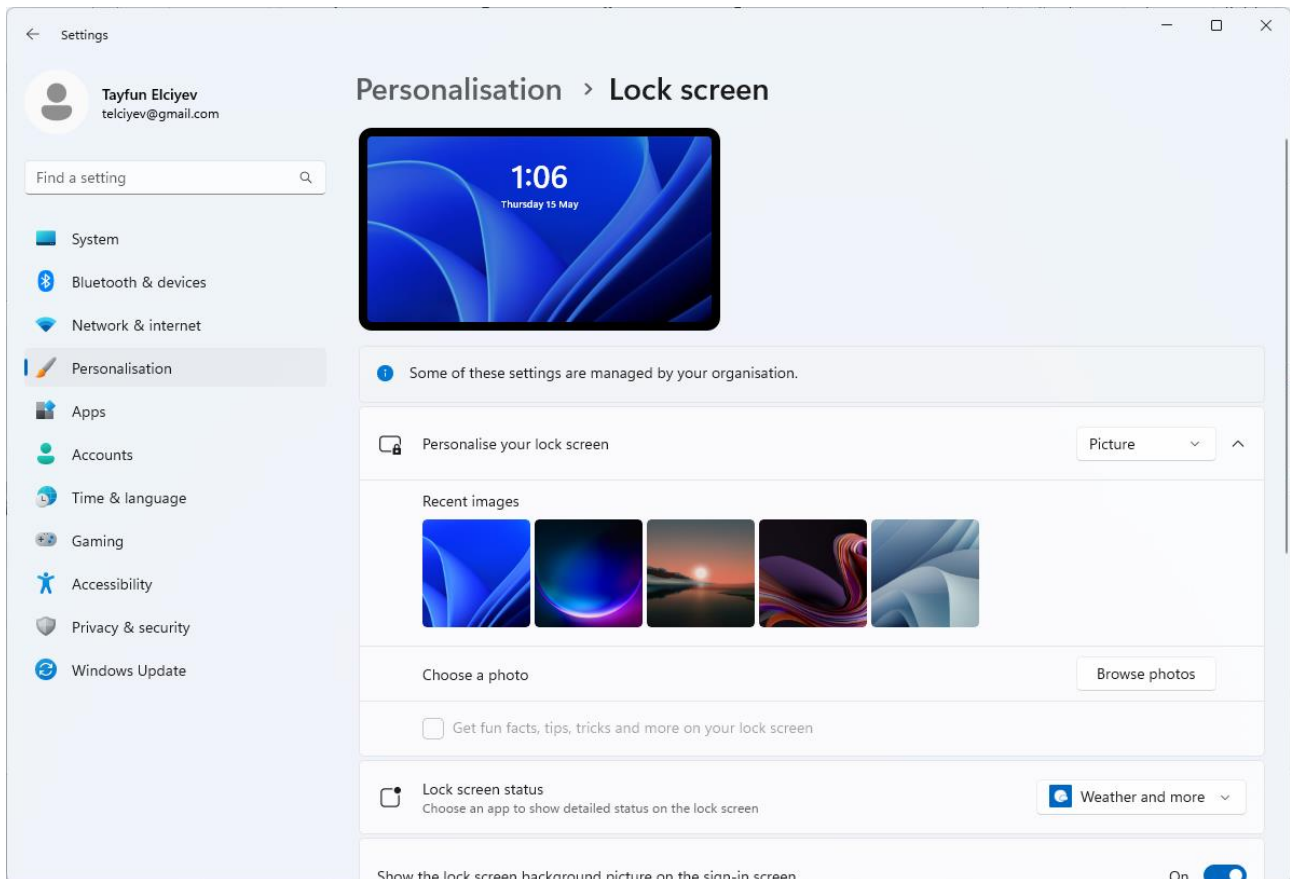 Settings
Tayfun Elciyev
telciyev@gmail.com
Find a setting
System
Bluetooth & devices
Network & internet
Personalisation
Apps
Accounts
Time & language
Gaming
Accessibility
Privacy & security
Windows Update
Personalisation > Lock screen
1:06
Thursday 15 May
Some of these settings are managed by your organisation.
Personalise your lock screen
Picture
Recent images
Choose a photo
Browse photos
Get fun facts, tips, tricks and more on your lock screen
Lock screen status
Choose an app to show detailed status on the lock screen
Weather and more
Show the lock screen background picture on the sign-in screen
On